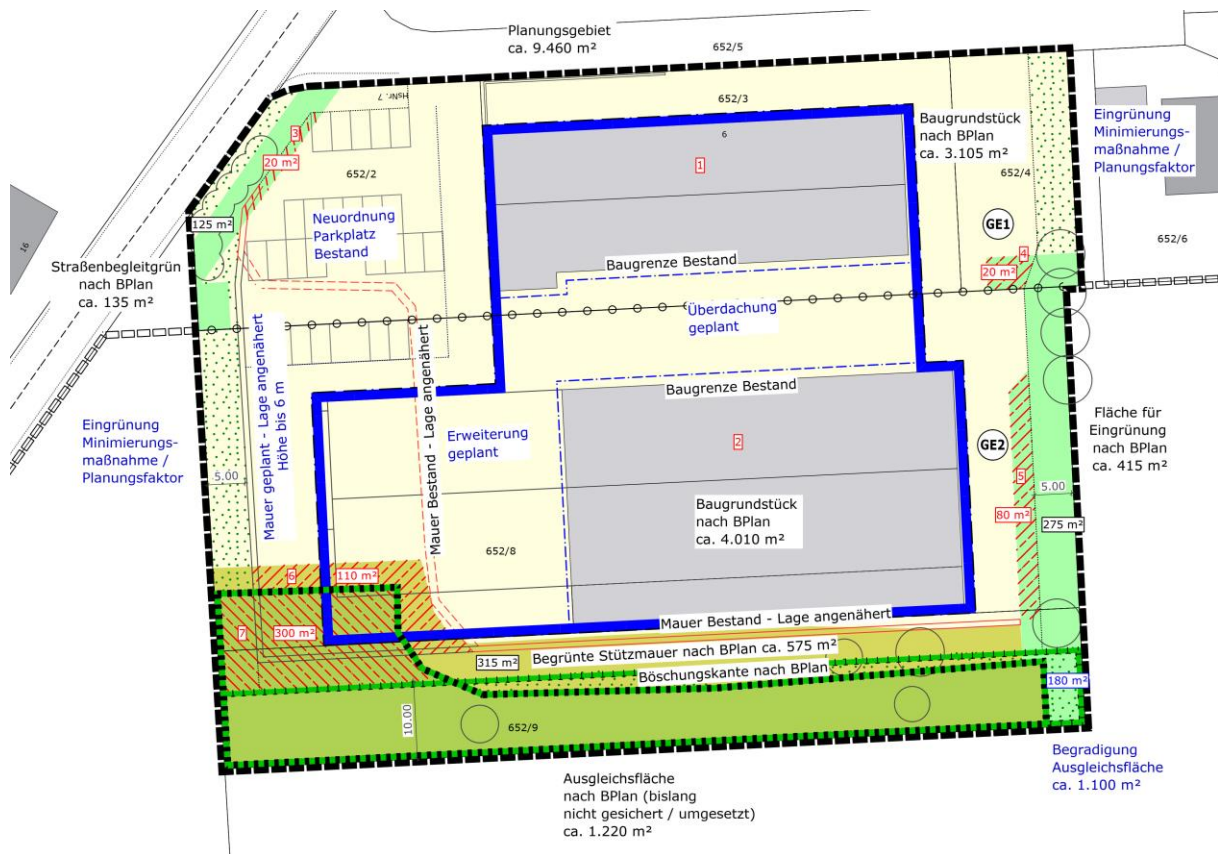 Planungsgebiet
ca. 9.460 m²
652/5
HsNr. 7
652/3
6
1
Baugrundstück
nach BPlan
ca. 3.105 m²
Eingrünung
Minimierungs-
maßnahme /
Planungsfaktor
3
20 m²
652/2
652/4
125 m²
Neuordnung
Parkplatz
Bestand
GE1
16
652/6
Straßenbegleitgrün
nach BPlan
ca. 135 m²
Baugrenze Bestand
4
20 m²
Überdachung
geplant
Mauer geplant - Lage angenähert
Höhe bis 6 m
Mauer Bestand - Lage angenähert
Baugrenze Bestand
Eingrünung
Minimierungs-
maßnahme /
Planungsfaktor
Erweiterung
geplant
2
GE2
Fläche für
Eingrünung
nach BPlan
ca. 415 m²
5.00
5
5.00
80 m²
275 m²
Baugrundstück
nach BPlan
ca. 4.010 m²
652/8
6
110 m²
7
300 m²
Mauer Bestand - Lage angenähert
315 m²
Begrünte Stützmauer nach BPlan ca. 575 m²
Böschungskante nach BPlan
180 m²
10.00
652/9
Ausgleichsfläche
nach BPlan (bislang
nicht gesichert / umgesetzt)
ca. 1.220 m²
Begradigung
Ausgleichsfläche
ca. 1.100 m²